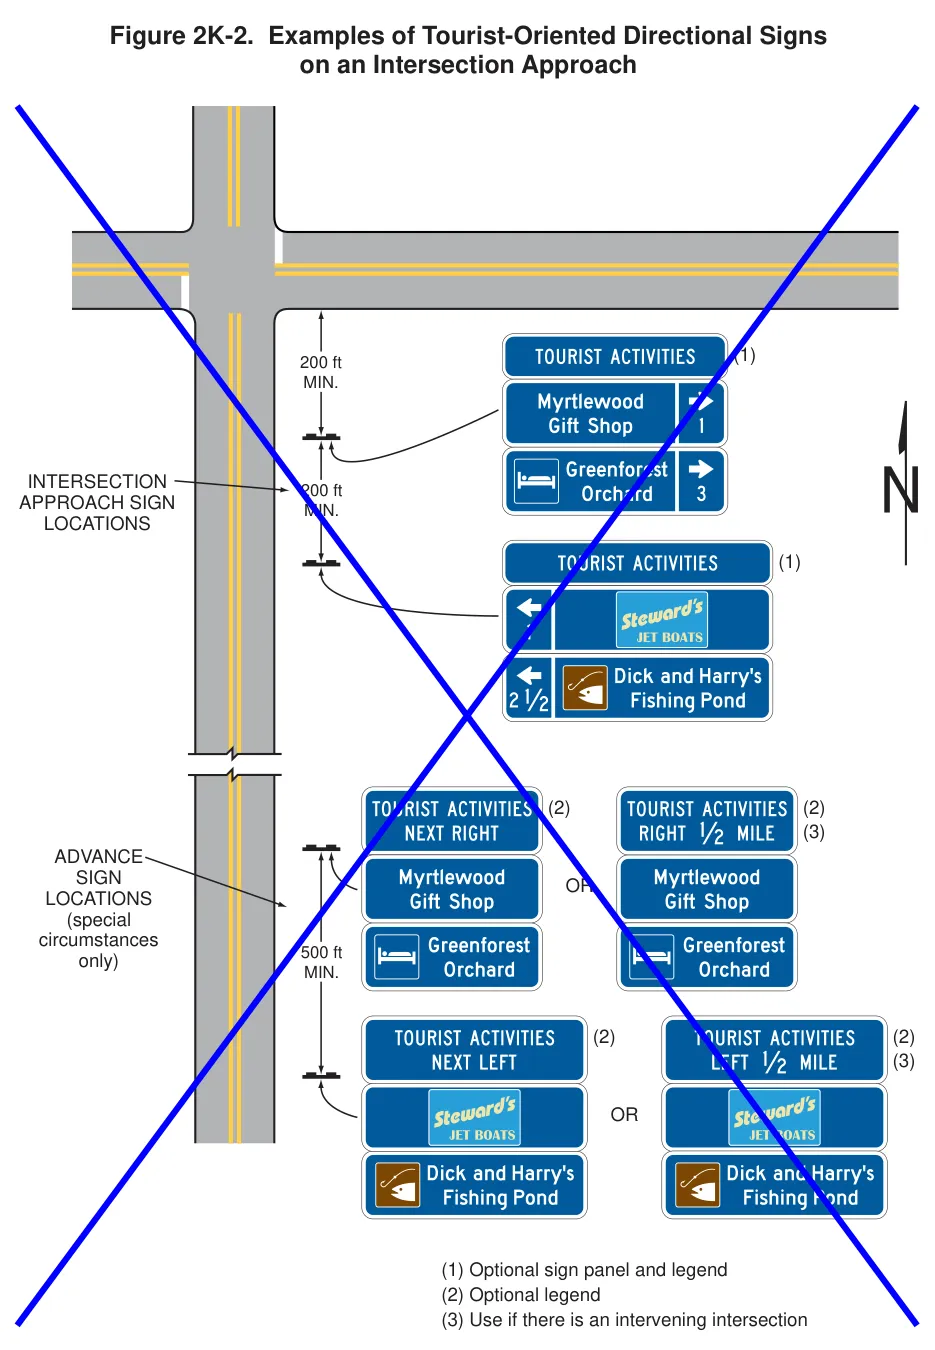 Figure 2K-2. Examples of Tourist-Oriented Directional Signs
on an Intersection Approach
200 ft
MIN.
TOURIST ACTIVITIES
(1)
Myrtlewood
Gift Shop
1
Greenforest
Orchard
3
INTERSECTION
APPROACH SIGN
LOCATIONS
200 ft
MIN.
N
TOURIST ACTIVITIES
(1)
Steward's
JET BOATS
2 1/2
Dick and Harry's
Fishing Pond
ADVANCE
SIGN
LOCATIONS
(special
circumstances
only)
500 ft
MIN.
TOURIST ACTIVITIES
NEXT RIGHT
(2)
Myrtlewood
Gift Shop
Greenforest
Orchard
OR
TOURIST ACTIVITIES
RIGHT 1/2 MILE
(2)
(3)
Myrtlewood
Gift Shop
Greenforest
Orchard
TOURIST ACTIVITIES
NEXT LEFT
(2)
Steward's
JET BOATS
Dick and Harry's
Fishing Pond
OR
TOURIST ACTIVITIES
LEFT 1/2 MILE
(2)
(3)
Steward's
JET BOATS
Dick and Harry's
Fishing Pond
(1) Optional sign panel and legend
(2) Optional legend
(3) Use if there is an intervening intersection